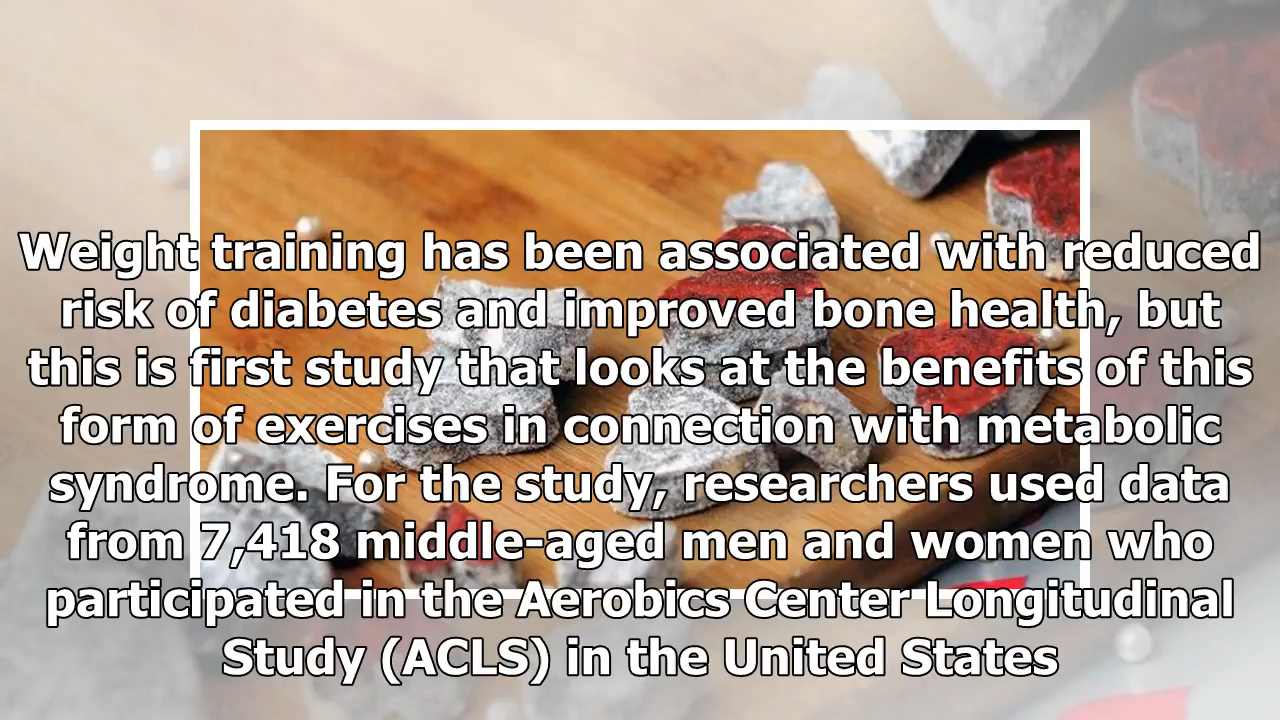 Weight training has been associated with reduced
risk of diabetes and improved bone health, but
this is first study that looks at the benefits of this
form of exercises in connection with metabolic
syndrome. For the study, researchers used data
from 7,418 middle-aged men and women who
participated in the Aerobics Center Longitudinal
Study (ACLS) in the United States